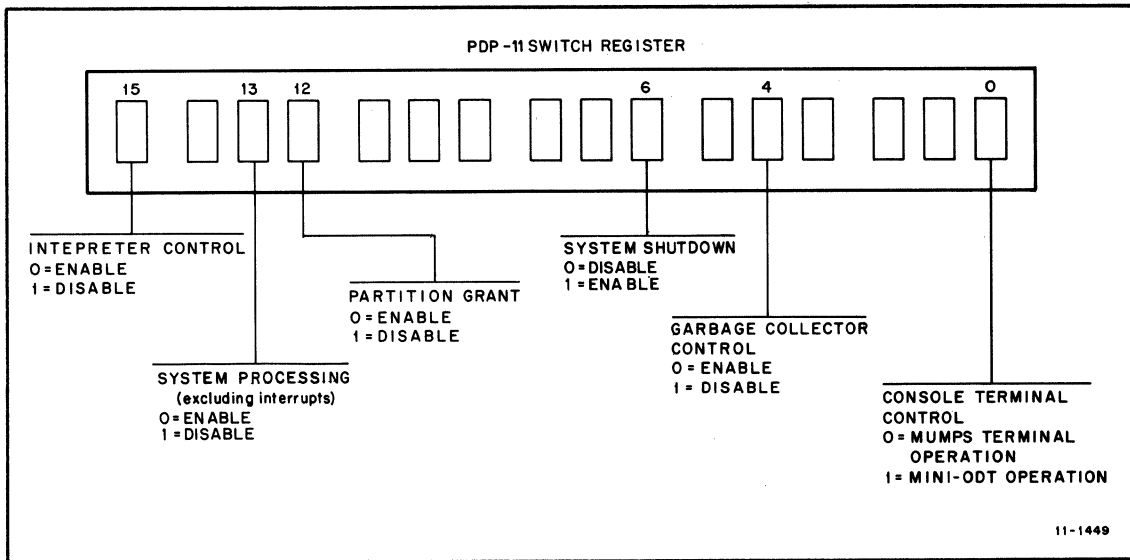 PDP-11 SWITCH REGISTER
15 13 12 6 4 0
INTEPRETER CONTROL
0=ENABLE
1=DISABLE
SYSTEM PROCESSING
(excluding interrupts)
0=ENABLE
1=DISABLE
PARTITION GRANT
0=ENABLE
1=DISABLE
SYSTEM SHUTDOWN
0=DISABLE
1=ENABLE
GARBAGE COLLECTOR
CONTROL
0=ENABLE
1=DISABLE
CONSOLE TERMINAL
CONTROL
0=MUMPS TERMINAL
OPERATION
1=MINI-ODT OPERATION
11-1449